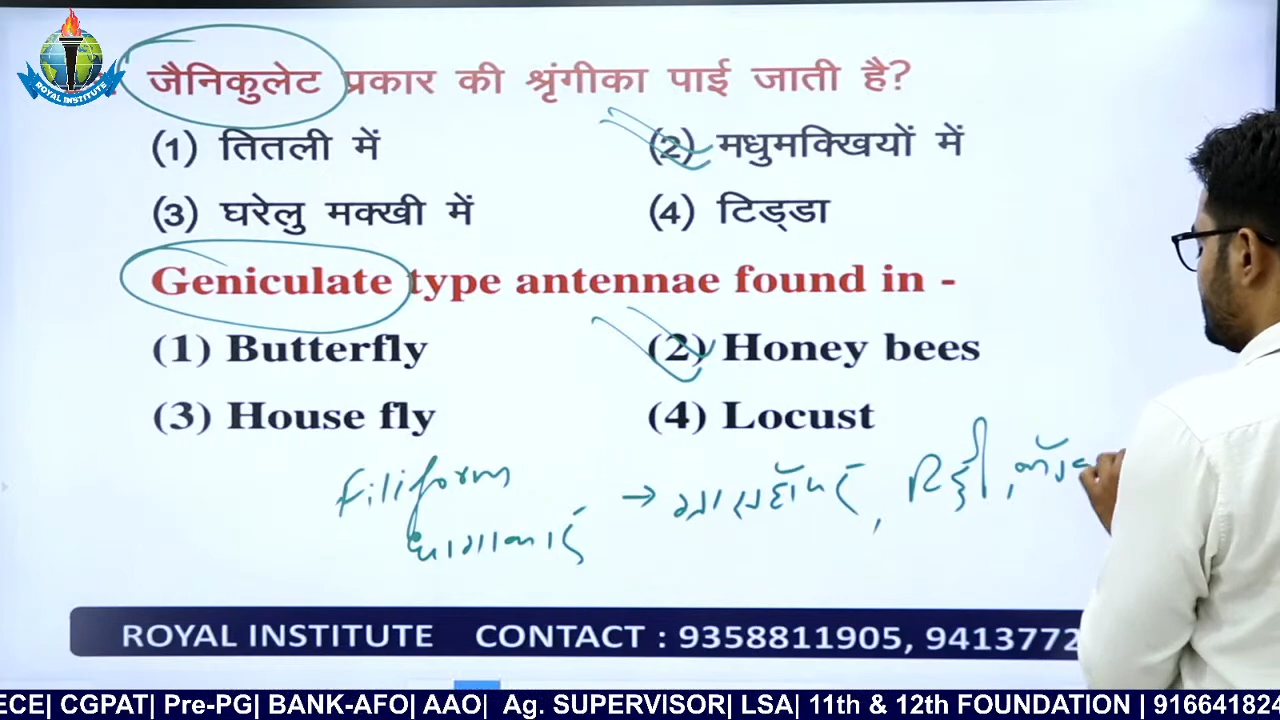 ROYAL INSTITUTE
जैनिकुलेट प्रकार की श्रृंगीका पाई जाती है?
(1) तितली में (2) मधुमक्खियों में
(3) घरेलु मक्खी में (4) टिड्डा
Geniculate type antennae found in -
(1) Butterfly (2) Honey bees
(3) House fly (4) Locust
Filiform → , टिड्डी,
धागाकार
ROYAL INSTITUTE CONTACT : 9358811905, 9413772
ECE| CGPAT| Pre-PG| BANK-AFO| AAO| Ag. SUPERVISOR| LSA| 11th & 12th FOUNDATION | 916641824